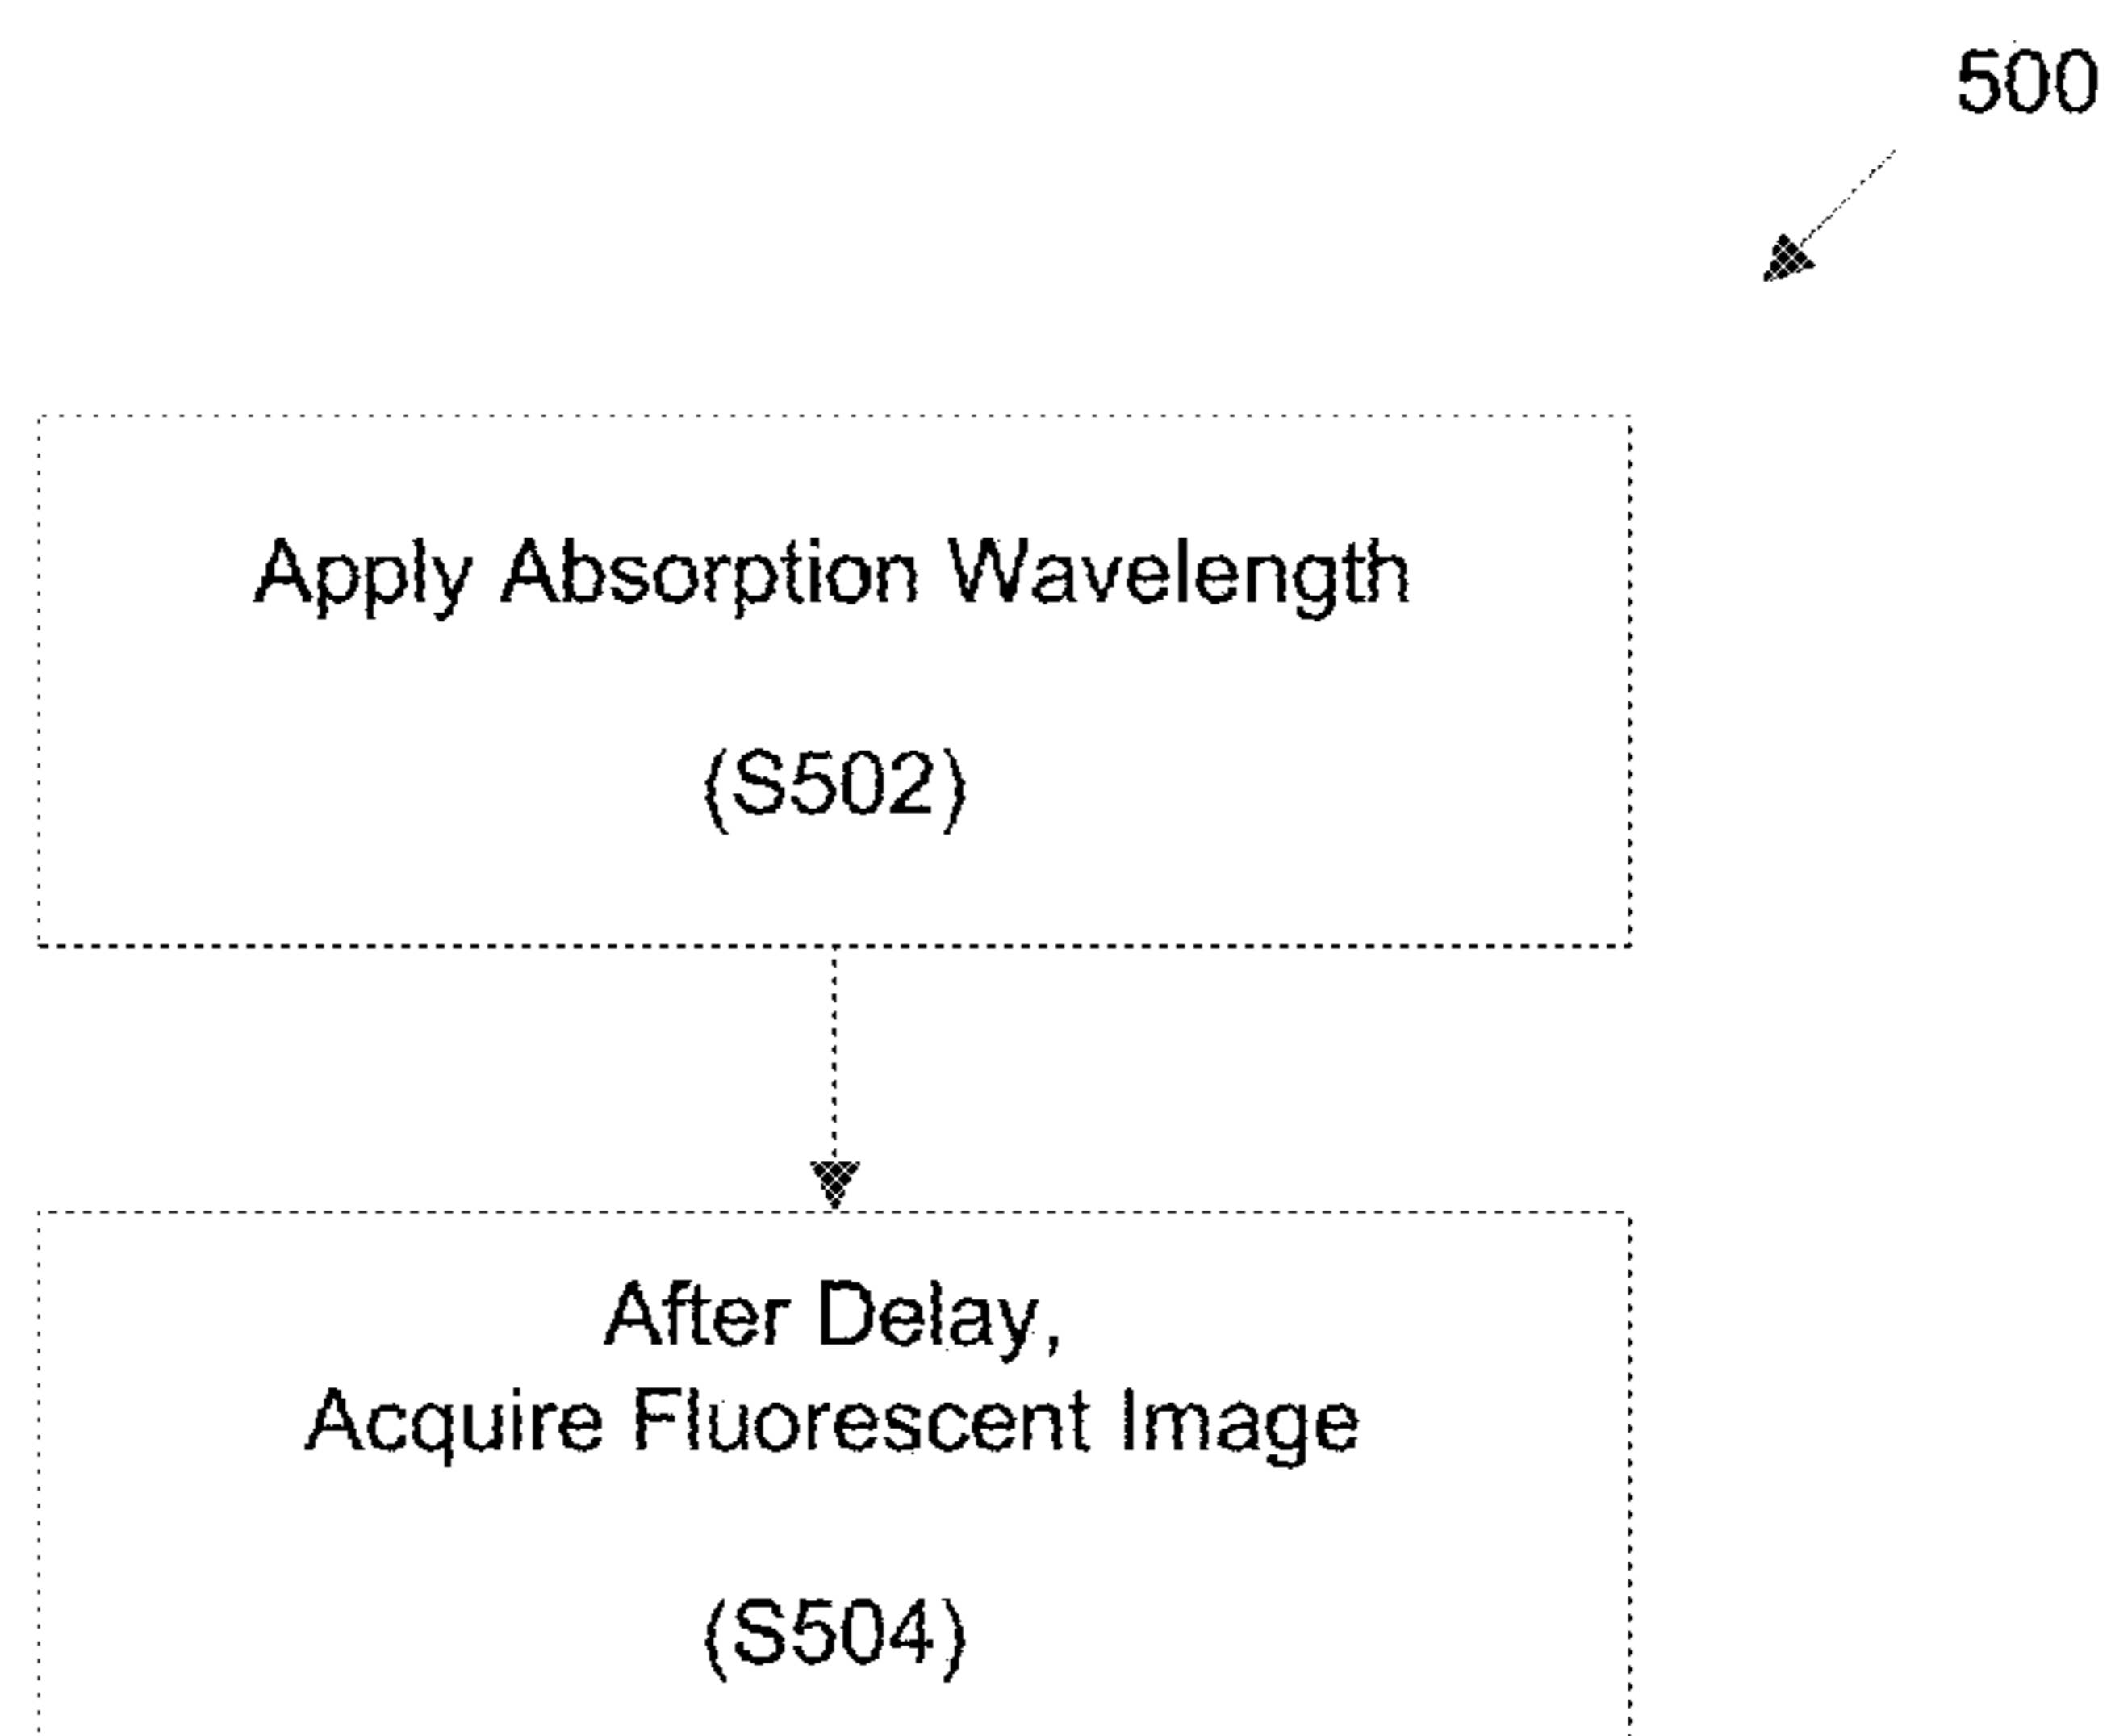 500
Apply Absorption Wavelength
(S502)
After Delay,
Acquire Fluorescent Image
(S504)